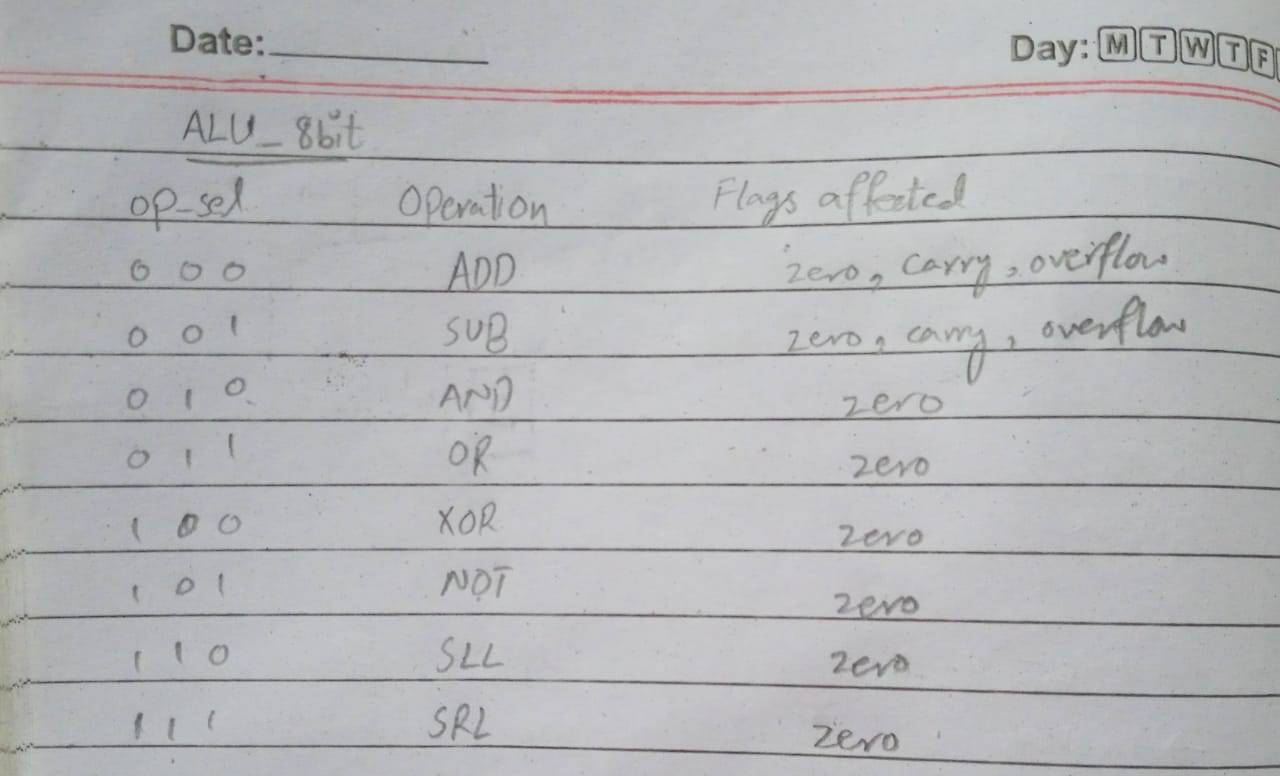 Date:
Day: M T W T F
ALU_8bit
op_sel Operation Flags affected
0 0 0 ADD zero, carry, overflow
0 0 1 SUB zero, carry, overflow
0 1 0 AND zero
0 1 1 OR zero
1 0 0 XOR zero
1 0 1 NOT zero
1 1 0 SLL zero
1 1 1 SRL zero